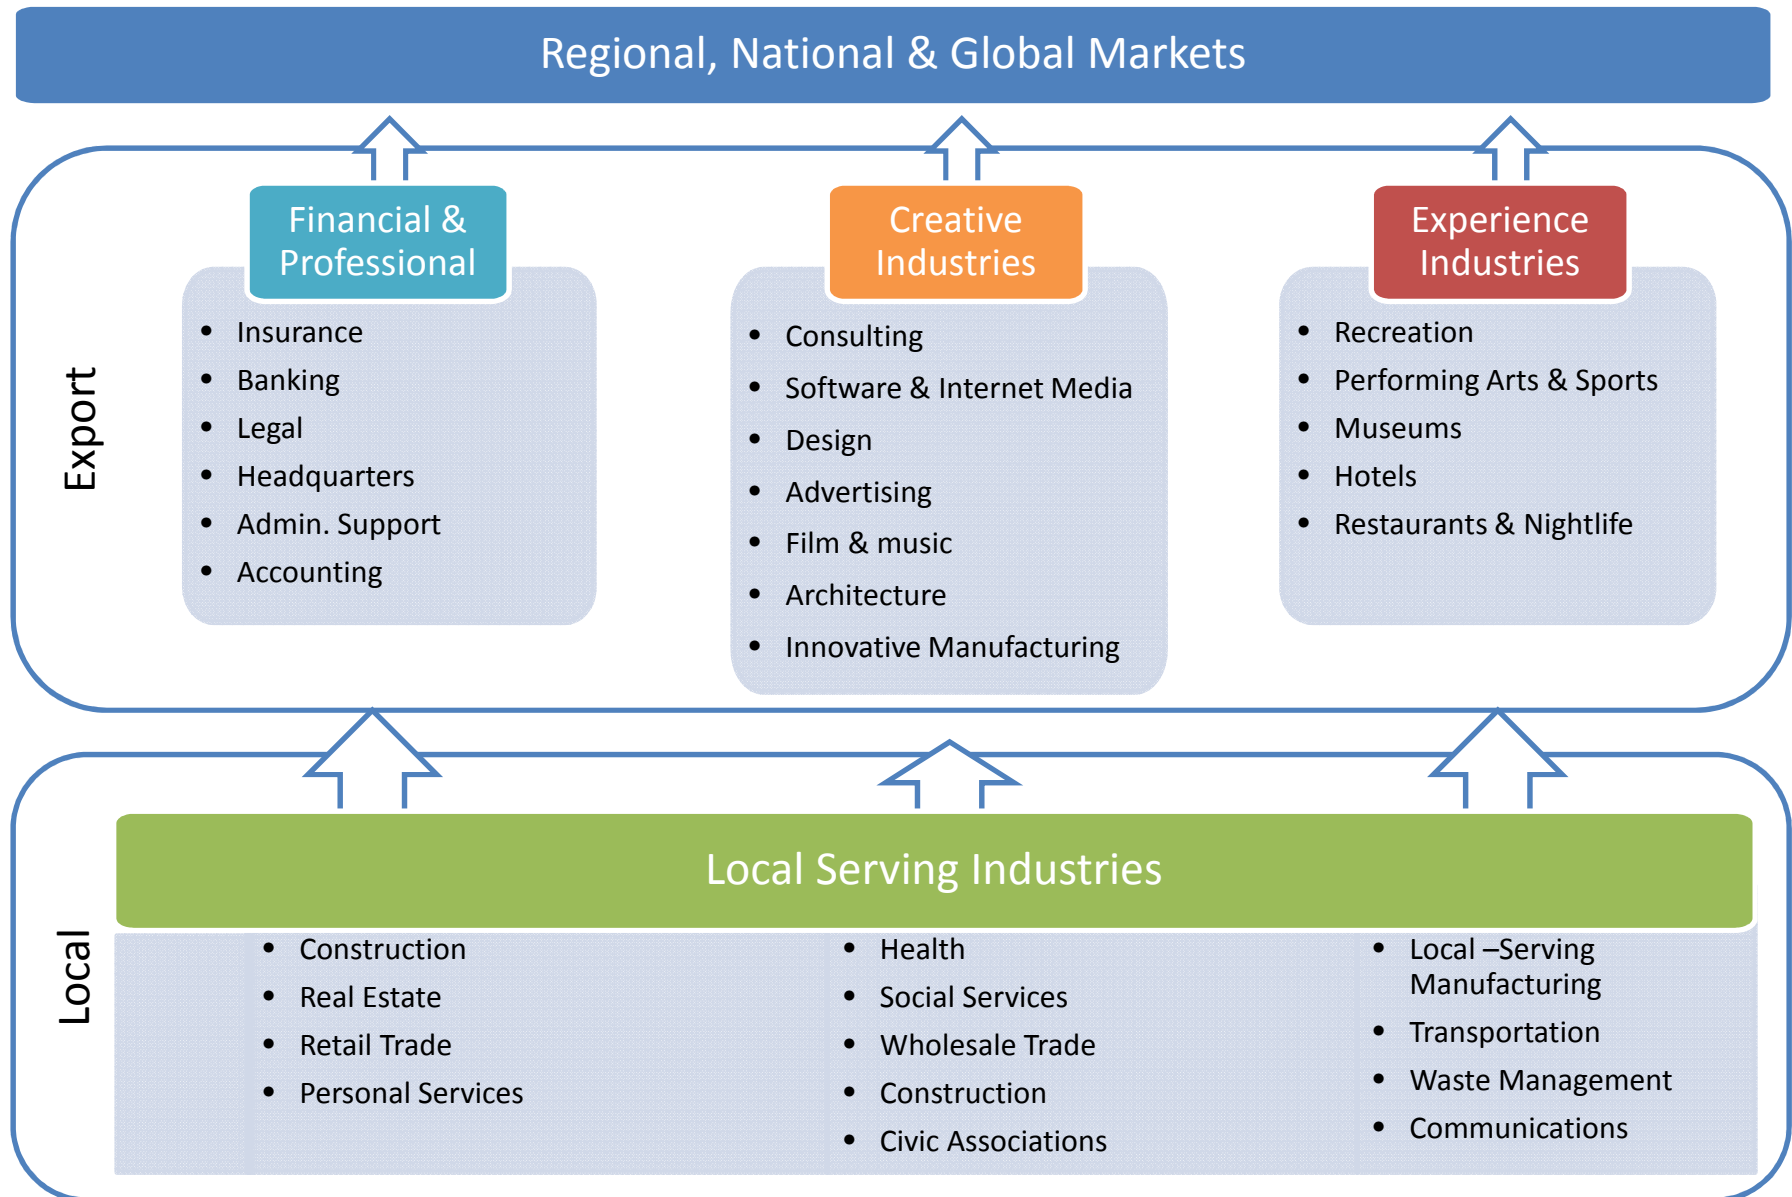 Regional, National & Global Markets
Export
Financial &
Professional
• Insurance
• Banking
• Legal
• Headquarters
• Admin. Support
• Accounting
Creative
Industries
• Consulting
• Software & Internet Media
• Design
• Advertising
• Film & music
• Architecture
• Innovative Manufacturing
Experience
Industries
• Recreation
• Performing Arts & Sports
• Museums
• Hotels
• Restaurants & Nightlife
Local
Local Serving Industries
• Construction
• Real Estate
• Retail Trade
• Personal Services
• Health
• Social Services
• Wholesale Trade
• Construction
• Civic Associations
• Local –Serving
Manufacturing
• Transportation
• Waste Management
• Communications